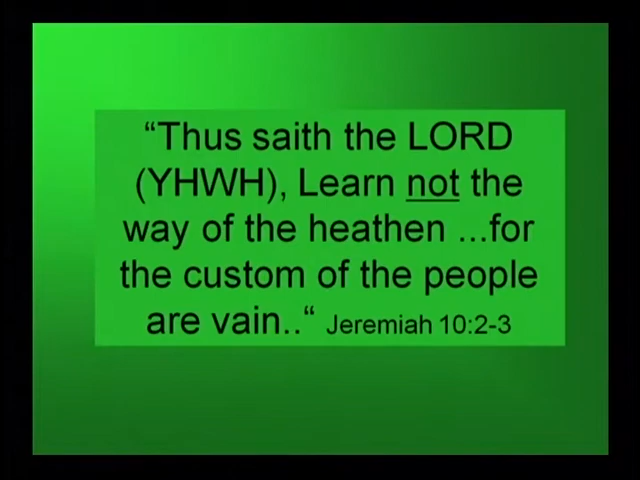 “Thus saith the LORD
(YHWH), Learn not the
way of the heathen ...for
the custom of the people
are vain..“ Jeremiah 10:2-3